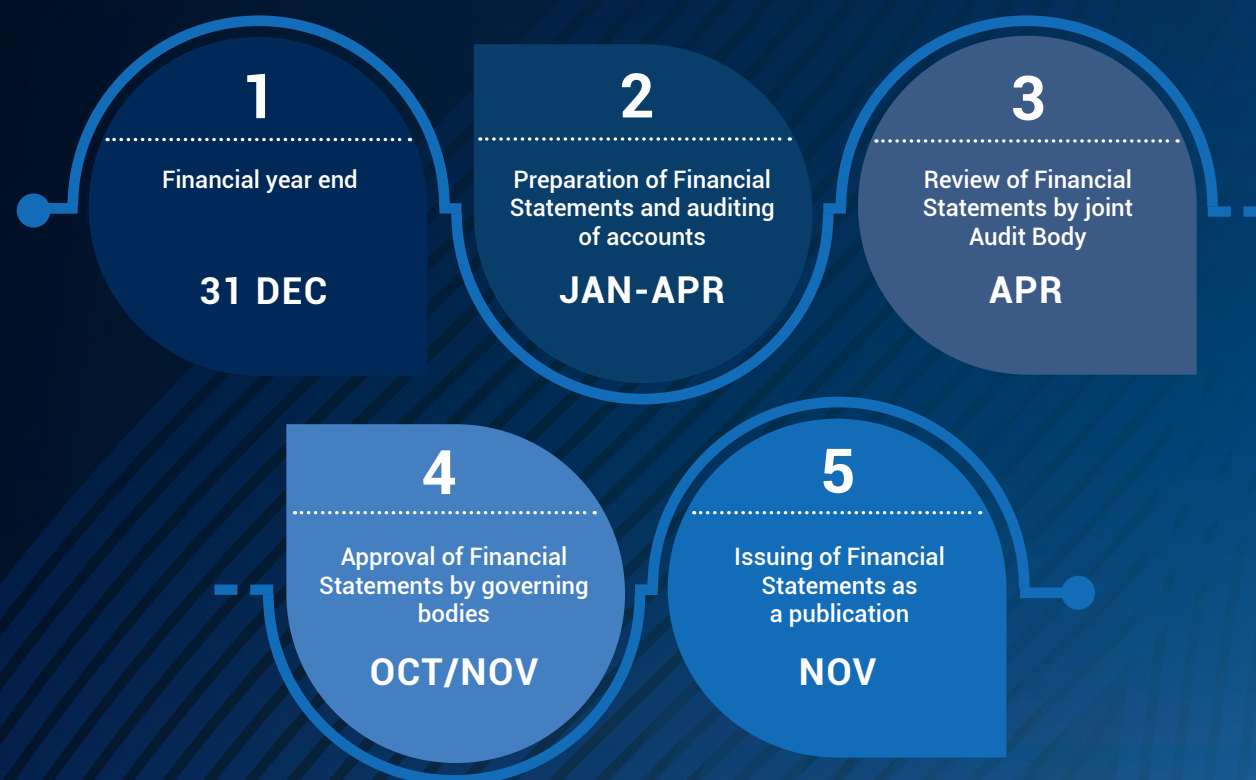 1
Financial year end
31 DEC
2
Preparation of Financial
Statements and auditing
of accounts
JAN-APR
3
Review of Financial
Statements by joint
Audit Body
APR
4
Approval of Financial
Statements by governing
bodies
OCT/NOV
5
Issuing of Financial
Statements as
a publication
NOV